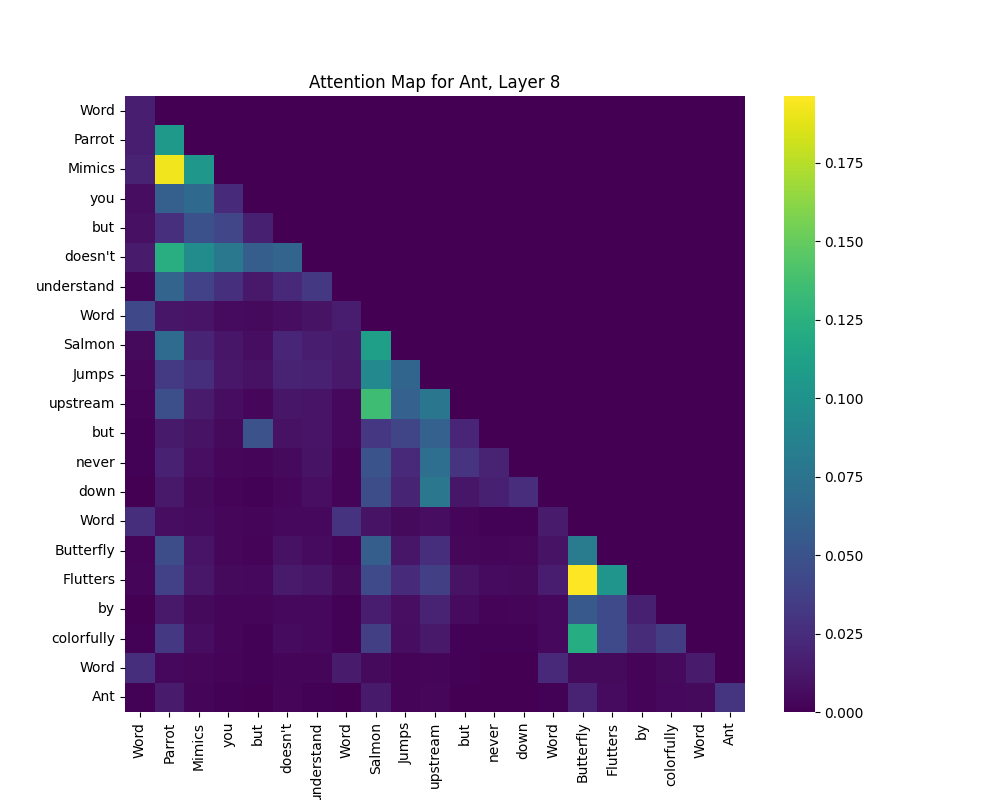 Attention Map for Ant, Layer 8
Word
Parrot
Mimics
you
but
doesn't
understand
Word
Salmon
Jumps
upstream
but
never
down
Word
Butterfly
Flutters
by
colorfully
Word
Ant
Word
Parrot
Mimics
you
but
doesn't
understand
Word
Salmon
Jumps
upstream
but
never
down
Word
Butterfly
Flutters
by
colorfully
Word
Ant
0.175
0.150
0.125
0.100
0.075
0.050
0.025
0.000